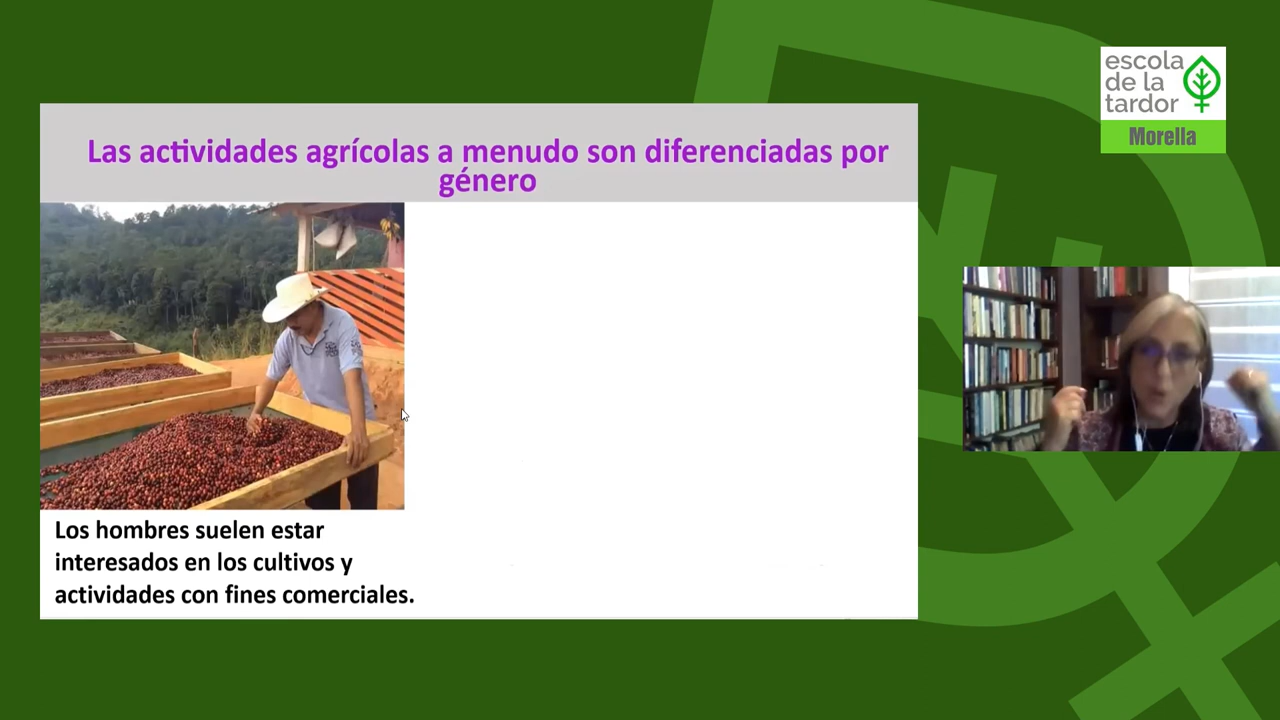 escola
de la
tardor
Morella
Las actividades agrícolas a menudo son diferenciadas por
género
Los hombres suelen estar
interesados en los cultivos y
actividades con fines comerciales.